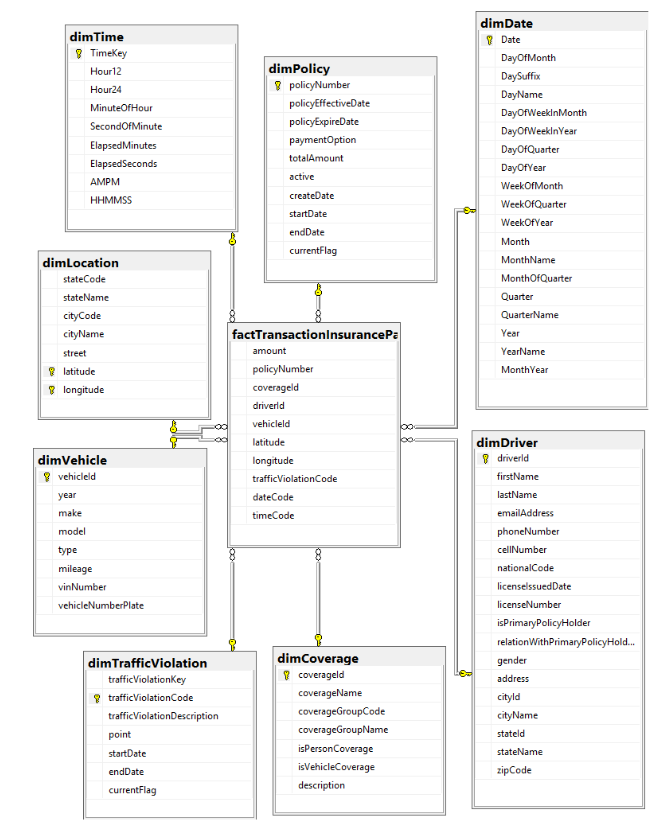 dimTime
TimeKey
Hour12
Hour24
MinuteOfHour
SecondOfMinute
ElapsedMinutes
ElapsedSeconds
AMPM
HHMMSS
dimPolicy
policyNumber
policyEffectiveDate
policyExpireDate
paymentOption
totalAmount
active
createDate
startDate
endDate
currentFlag
dimDate
Date
DayOfMonth
DaySuffix
DayName
DayOfWeekInMonth
DayOfWeekInYear
DayOfQuarter
DayOfYear
WeekOfMonth
WeekOfQuarter
WeekOfYear
Month
MonthName
MonthOfQuarter
Quarter
QuarterName
Year
YearName
MonthYear
dimLocation
stateCode
stateName
cityCode
cityName
street
latitude
longitude
factTransactionInsurancePa
amount
policyNumber
coverageId
driverId
vehicleId
latitude
longitude
trafficViolationCode
dateCode
timeCode
dimVehicle
vehicleId
year
make
model
type
mileage
vinNumber
vehicleNumberPlate
dimDriver
driverId
firstName
lastName
emailAddress
phoneNumber
cellNumber
nationalCode
licenseIssuedDate
licenseNumber
isPrimaryPolicyHolder
relationWithPrimaryPolicyHold...
gender
address
cityId
cityName
stateId
stateName
zipCode
dimTrafficViolation
trafficViolationKey
trafficViolationCode
trafficViolationDescription
point
startDate
endDate
currentFlag
dimCoverage
coverageId
coverageName
coverageGroupCode
coverageGroupName
isPersonCoverage
isVehicleCoverage
description